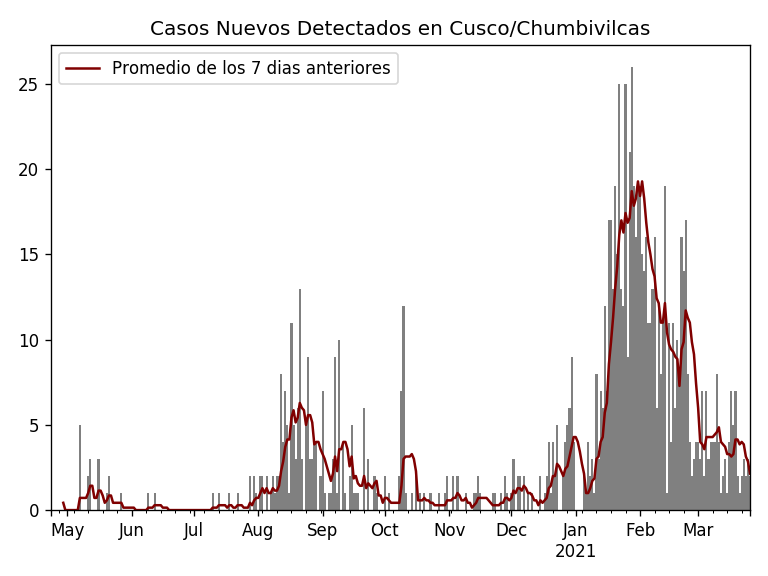 Casos Nuevos Detectados en Cusco/Chumbivilcas
Promedio de los 7 dias anteriores
25
20
15
10
5
0
May Jun Jul Aug Sep Oct Nov Dec Jan Feb Mar
2021